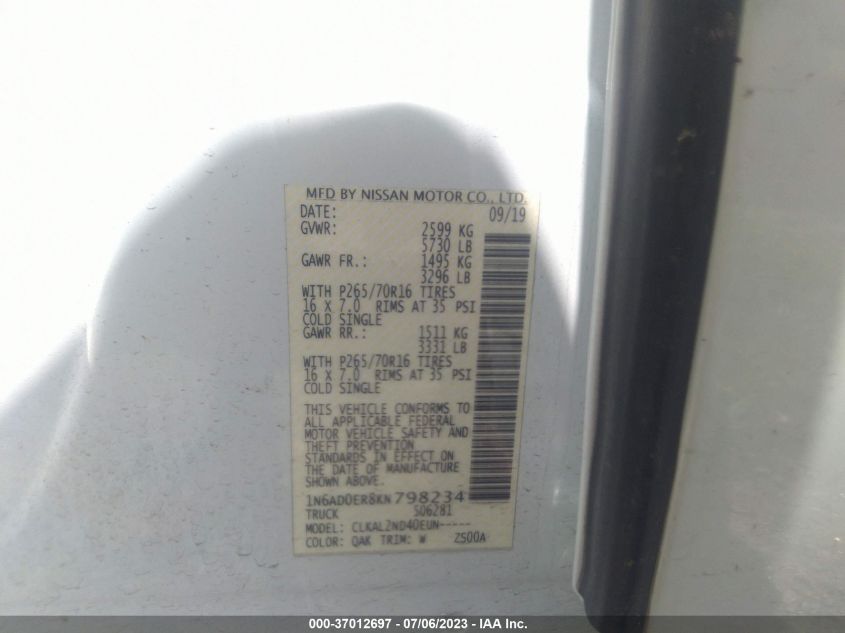 MFD BY NISSAN MOTOR CO., LTD.
DATE: 09/19
GVWR: 2599 KG
5730 LB
GAWR FR.: 1495 KG
3296 LB
WITH P265/70R16 TIRES
16 X 7.0 RIMS AT 35 PSI
COLD SINGLE
GAWR RR.: 1511 KG
3331 LB
WITH P265/70R16 TIRES
16 X 7.0 RIMS AT 35 PSI
COLD SINGLE
THIS VEHICLE CONFORMS TO
ALL APPLICABLE FEDERAL
MOTOR VEHICLE SAFETY AND
THEFT PREVENTION
STANDARDS IN EFFECT ON
THE DATE OF MANUFACTURE
SHOWN ABOVE.
1N6AD0ER8KN798234
TRUCK S06281
MODEL: CLKAL2ND40EUN-----
COLOR: QAK TRIM: W ZS00A
000-37012697 - 07/06/2023 - IAA Inc.